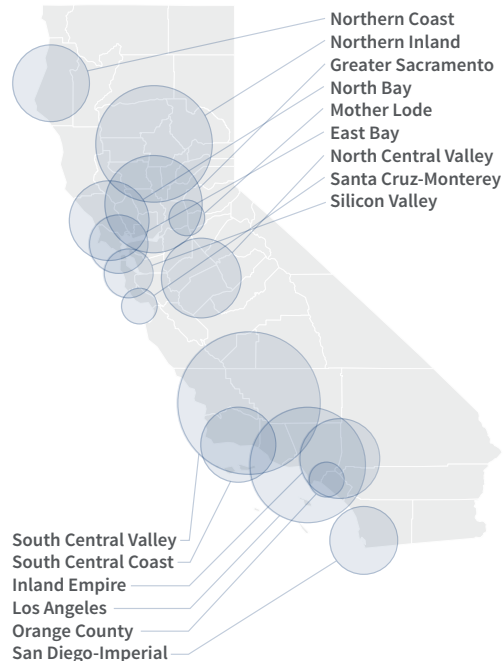 Northern Coast
Northern Inland
Greater Sacramento
North Bay
Mother Lode
East Bay
North Central Valley
Santa Cruz-Monterey
Silicon Valley
South Central Valley
South Central Coast
Inland Empire
Los Angeles
Orange County
San Diego-Imperial